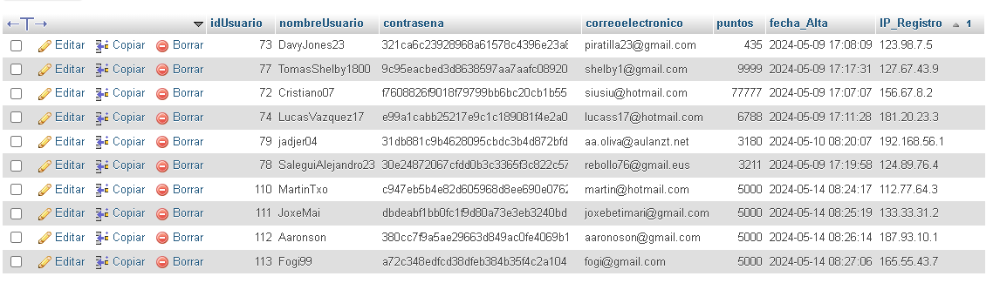 idUsuario nombreUsuario contrasena correoelectronico puntos fecha_Alta IP_Registro 1
Editar Copiar Borrar 73 DavyJones23 321ca6c23928968a61578c4396e23a6 piratilla23@gmail.com 435 2024-05-09 17:08:09 123.98.7.5
Editar Copiar Borrar 77 TomasShelby1800 9c95eacbed3d8638597aa7aafc08920 shelby1@gmail.com 9999 2024-05-09 17:17:31 127.67.43.9
Editar Copiar Borrar 72 Cristiano07 f7608826f9018f79799bb6bc20cb1b55 siusiu@hotmail.com 77777 2024-05-09 17:07:07 156.67.8.2
Editar Copiar Borrar 74 LucasVazquez17 e99a1cabb25217e9c1c189081f4e2a0 lucass17@hotmail.com 6788 2024-05-09 17:11:28 181.20.23.3
Editar Copiar Borrar 79 jadjer04 31db881c9b4628095cbdc3b4d872bfd aa.oliva@aulanzt.net 3180 2024-05-10 08:20:07 192.168.56.1
Editar Copiar Borrar 78 SaleguiAlejandro23 30e24872067cfdd0b3c3365f3c822c57 rebollo76@gmail.eus 3211 2024-05-09 17:19:58 124.89.76.4
Editar Copiar Borrar 110 MartinTxo c947eb5b4e82d605968d8ee690e0762 martin@hotmail.com 5000 2024-05-14 08:24:17 112.77.64.3
Editar Copiar Borrar 111 JoxeMai dbdeabf1bb0fc1f9d80a73e3eb3240bd joxebetimari@gmail.com 5000 2024-05-14 08:25:19 133.33.31.2
Editar Copiar Borrar 112 Aaronson 380cc7f9a5ae29663d849ac0fe4069b1 aaronoson@gmail.com 5000 2024-05-14 08:26:14 187.93.10.1
Editar Copiar Borrar 113 Fogi99 a72c348edfcd38dfeb384b35f4c2a104 fogi@gmail.com 5000 2024-05-14 08:27:06 165.55.43.7